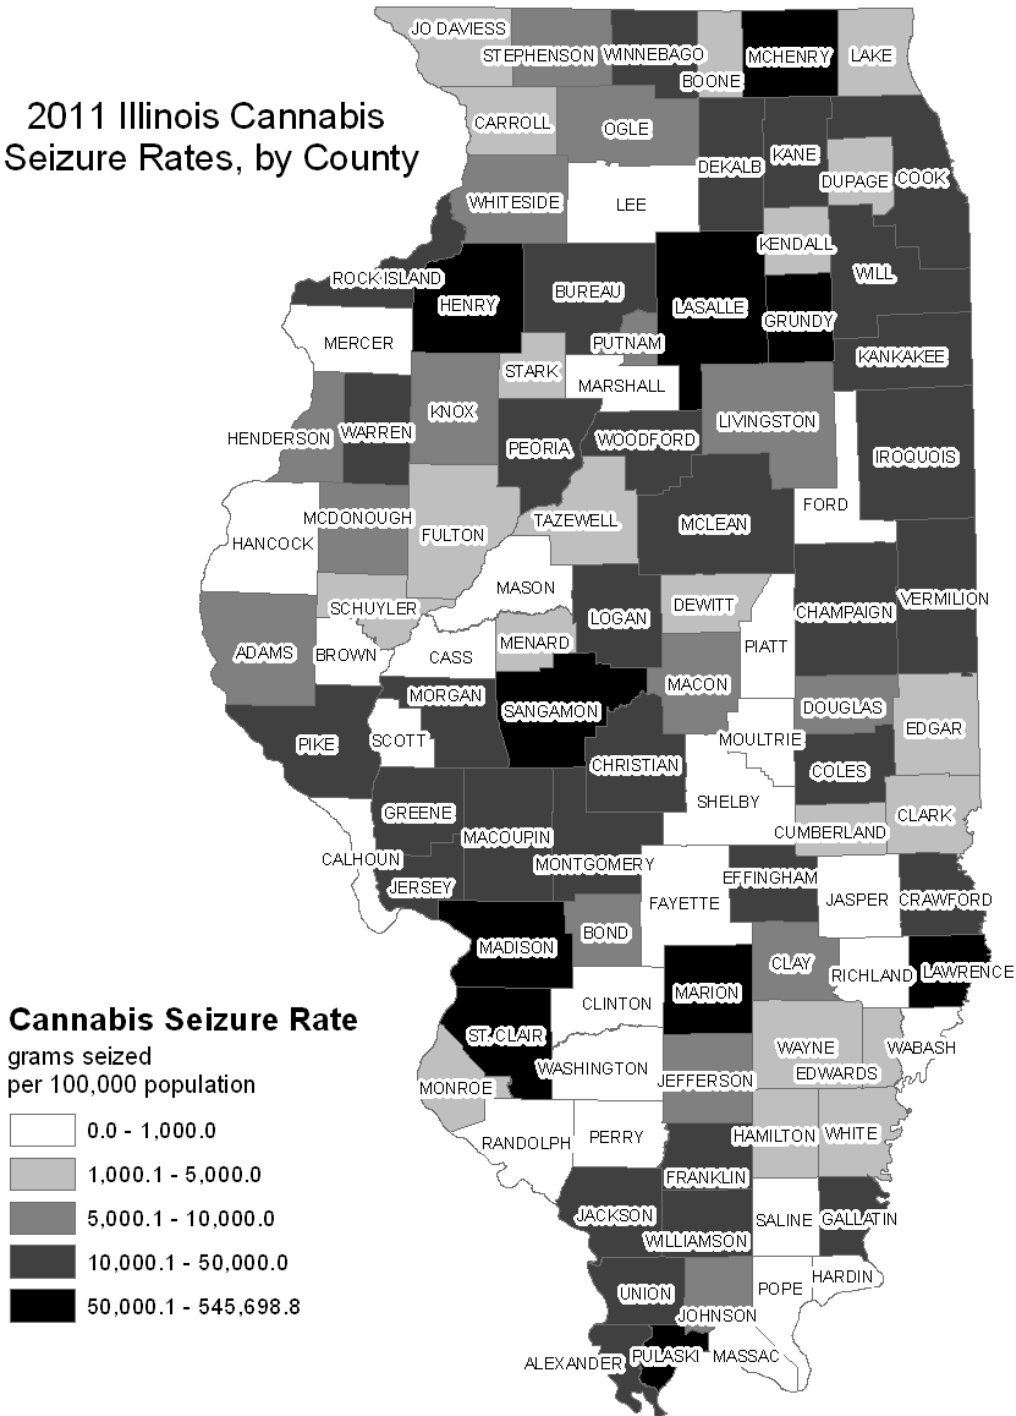 2011 Illinois Cannabis
Seizure Rates, by County
JO DAVIESS
STEPHENSON
WINNEBAGO
BOONE
MCHENRY
LAKE
CARROLL
OGLE
DEKALB
KANE
DUPAGE
COOK
WHITESIDE
LEE
KENDALL
WILL
ROCK ISLAND
HENRY
BUREAU
LASALLE
GRUNDY
MERCER
PUTNAM
KANKAKEE
STARK
MARSHALL
HENDERSON
WARREN
KNOX
PEORIA
WOODFORD
LIVINGSTON
IROQUOIS
FORD
MCDONOUGH
HANCOCK
FULTON
TAZEWELL
MCLEAN
MASON
SCHUYLER
LOGAN
DEWITT
CHAMPAIGN
VERMILION
ADAMS
BROWN
CASS
MENARD
PIATT
MACON
MORGAN
SANGAMON
DOUGLAS
EDGAR
PIKE
SCOTT
CHRISTIAN
MOULTRIE
COLES
SHELBY
GREENE
MACOUPIN
CUMBERLAND
CLARK
CALHOUN
JERSEY
MONTGOMERY
EFFINGHAM
FAYETTE
JASPER
CRAWFORD
MADISON
BOND
CLAY
RICHLAND
LAWRENCE
CLINTON
MARION
ST. CLAIR
WASHINGTON
WAYNE
EDWARDS
WABASH
MONROE
JEFFERSON
RANDOLPH
PERRY
HAMILTON
WHITE
FRANKLIN
JACKSON
WILLIAMSON
SALINE
GALLATIN
UNION
JOHNSON
POPE
HARDIN
ALEXANDER
PULASKI
MASSAC
Cannabis Seizure Rate
grams seized
per 100,000 population
0.0 - 1,000.0
1,000.1 - 5,000.0
5,000.1 - 10,000.0
10,000.1 - 50,000.0
50,000.1 - 545,698.8